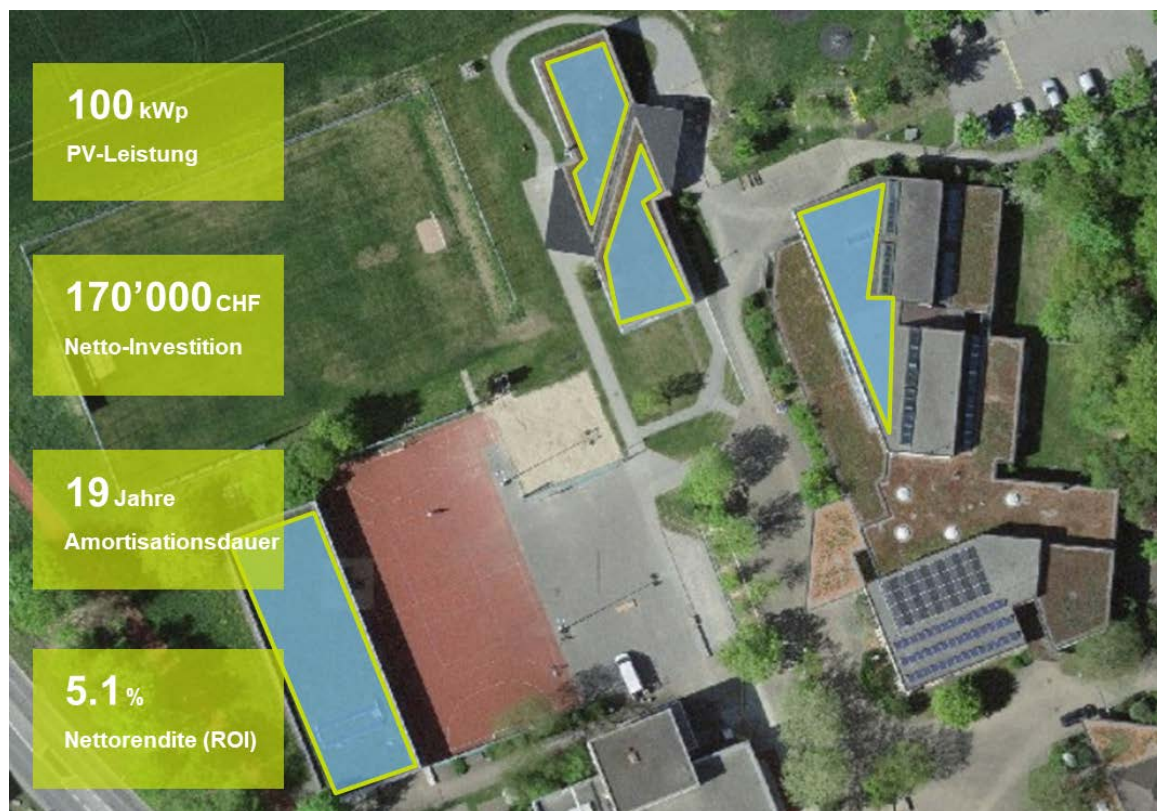 100 kWp
PV-Leistung
170’000 CHF
Netto-Investition
19 Jahre
Amortisationsdauer
5.1 %
Nettorendite (ROI)